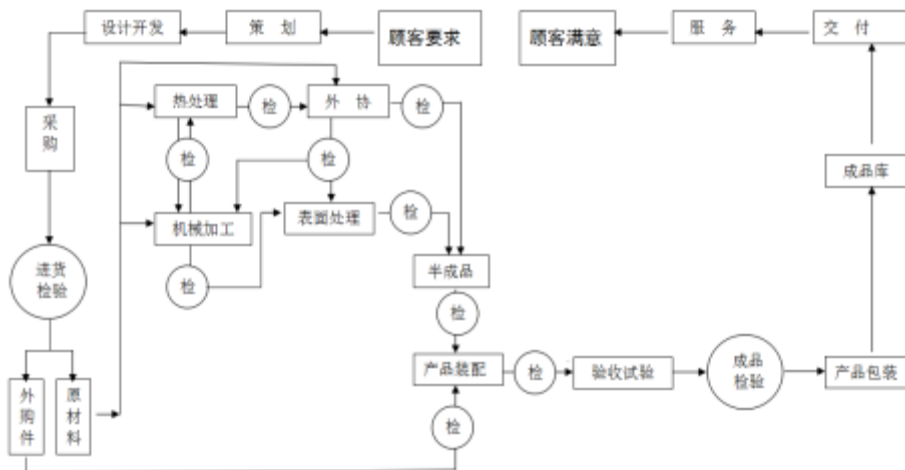 设计开发
策 划
顾客要求
顾客满意
服 务
交 付
采购
热处理
检
外 协
检
检
检
成品库
机械加工
表面处理
检
进货
检验
检
半成品
检
产品装配
检
验收试验
成品
检验
产品包装
外购件
原材料
检